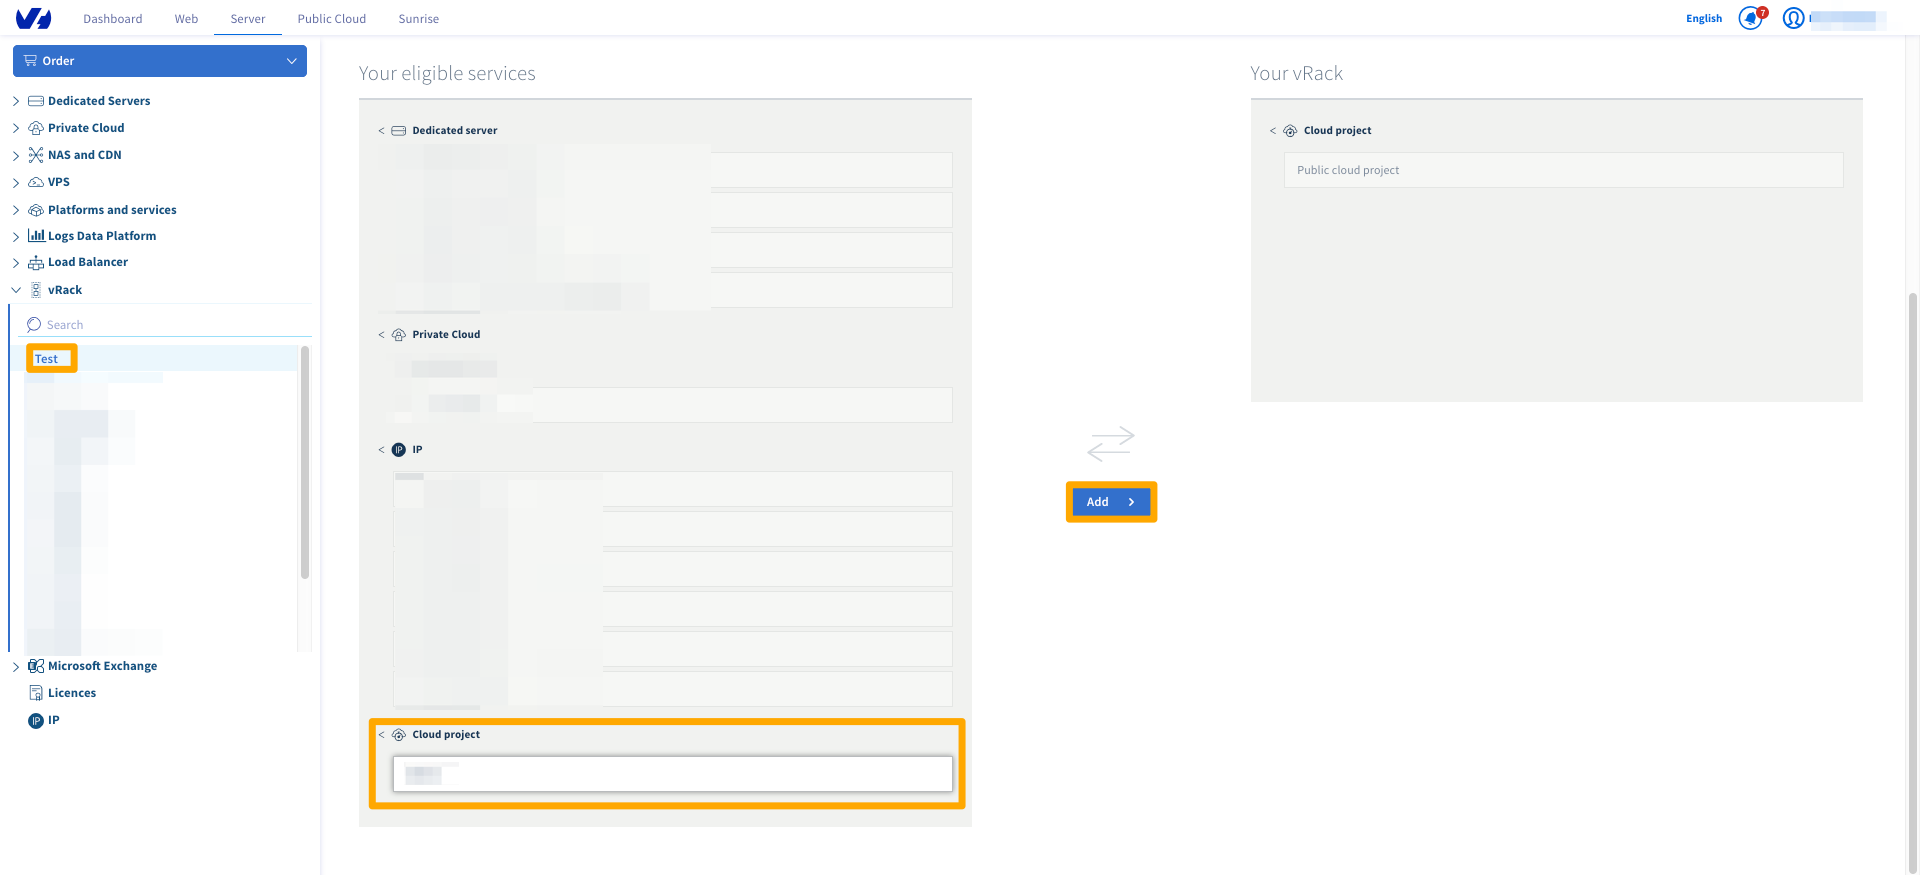 Dashboard Web Server Public Cloud Sunrise English 7
Order
Dedicated Servers
Private Cloud
NAS and CDN
VPS
Platforms and services
Logs Data Platform
Load Balancer
vRack
Search
Test
Microsoft Exchange
Licences
IP IP
Your eligible services
< Dedicated server
< Private Cloud
< IP IP
< Cloud project
Add
Your vRack
< Cloud project
Public cloud project